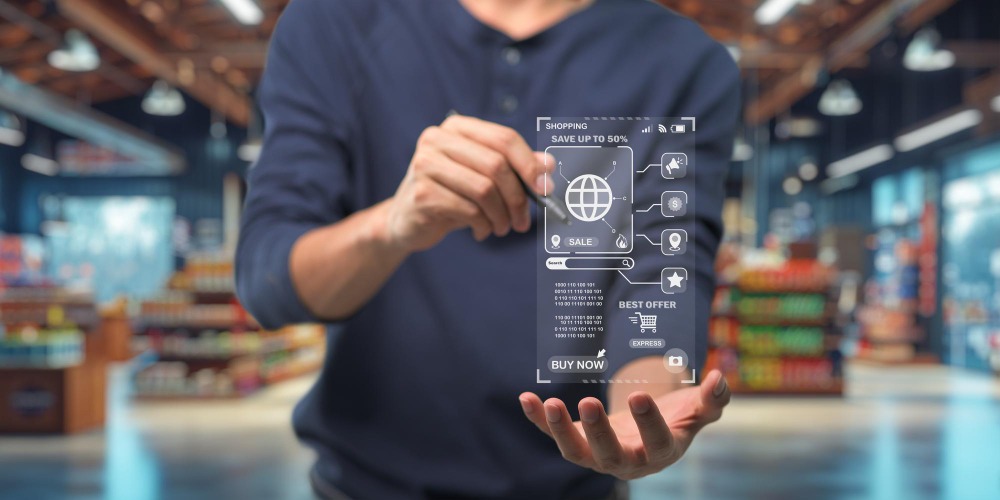 SHOPPING
SAVE UP TO 50%
A
B
C
D
SALE
$
Search
1000 110 100 101
0010 11 110 100 101
0 110 110 101 111 10
110 00 11101 001 00
110 00 11101 001 00
10 11 110 100 101
0 110 110 101 111 10
1000 110 100 101
BEST OFFER
EXPRESS
BUY NOW